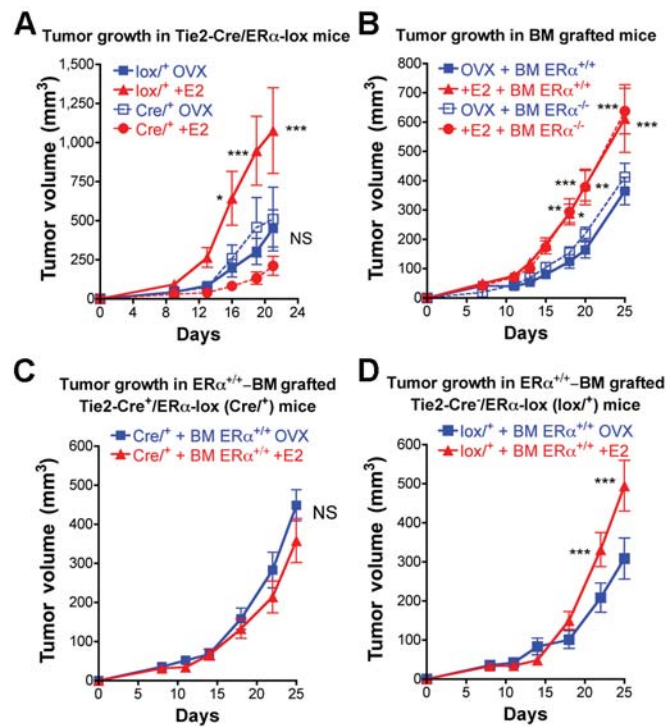 A
Tumor growth in Tie2-Cre/ERα-lox mice
lox/⁺ OVX
lox/⁺ +E2
Cre/⁺ OVX
Cre/⁺ +E2
Tumor volume (mm³)
1,500
1,250
1,000
750
500
250
0
*
***
***
NS
0 4 8 12 16 20 24
Days
B
Tumor growth in BM grafted mice
OVX + BM ERα⁺/⁺
+E2 + BM ERα⁺/⁺
OVX + BM ERα⁻/⁻
+E2 + BM ERα⁻/⁻
Tumor volume (mm³)
800
700
600
500
400
300
200
100
0
***
***
***
**
**
*
0 5 10 15 20 25
Days
C
Tumor growth in ERα⁺/⁺–BM grafted
Tie2-Cre⁺/ERα-lox (Cre/⁺) mice
Cre/⁺ + BM ERα⁺/⁺ OVX
Cre/⁺ + BM ERα⁺/⁺ +E2
Tumor volume (mm³)
600
500
400
300
200
100
0
NS
0 5 10 15 20 25
Days
D
Tumor growth in ERα⁺/⁺–BM grafted
Tie2-Cre⁻/ERα-lox (lox/⁺) mice
lox/⁺ + BM ERα⁺/⁺ OVX
lox/⁺ + BM ERα⁺/⁺ +E2
Tumor volume (mm³)
600
500
400
300
200
100
0
***
***
0 5 10 15 20 25
Days